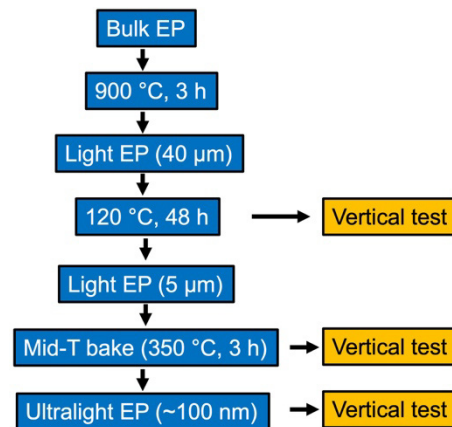 Bulk EP
900 °C, 3 h
Light EP (40 µm)
120 °C, 48 h
Vertical test
Light EP (5 µm)
Mid-T bake (350 °C, 3 h)
Vertical test
Ultralight EP (~100 nm)
Vertical test